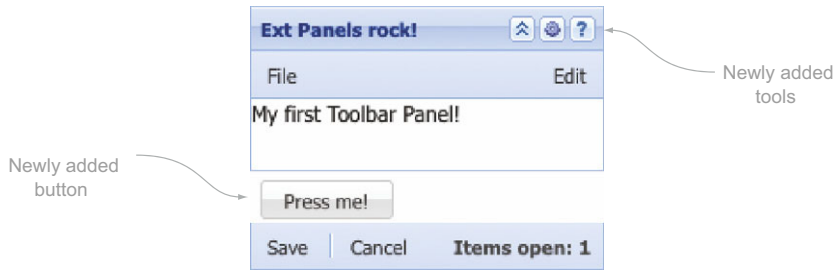 Ext Panels rock!
?
File Edit
Newly added
tools
My first Toolbar Panel!
Newly added
button
Press me!
Save Cancel Items open: 1